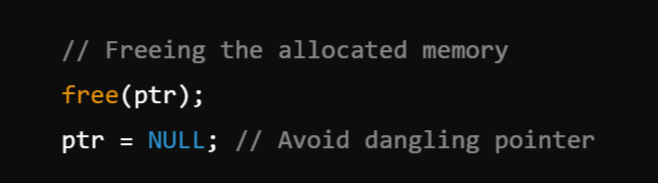 // Freeing the allocated memory
free(ptr);
ptr = NULL; // Avoid dangling pointer